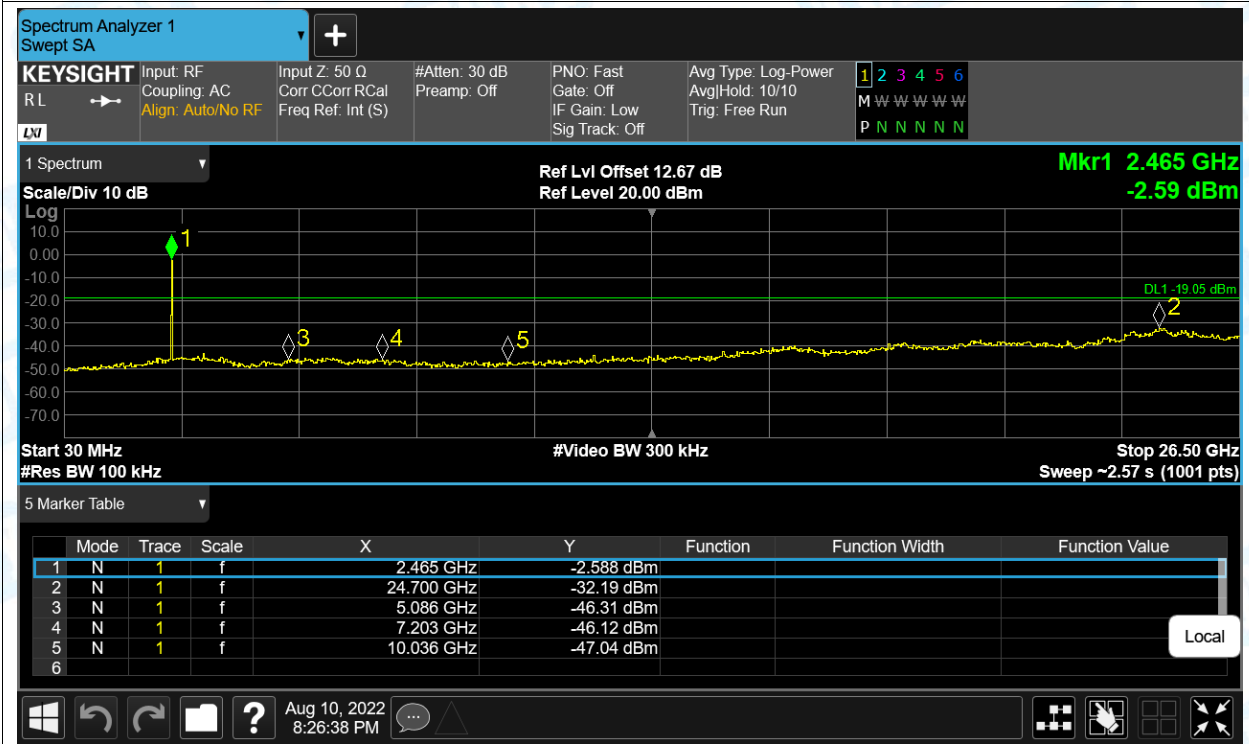 Spectrum Analyzer 1
Swept SA
+
KEYSIGHT
R L
LXI
Input: RF
Coupling: AC
Align: Auto/No RF
Input Z: 50 Ω
Corr CCorr RCal
Freq Ref: Int (S)
#Atten: 30 dB
Preamp: Off
PNO: Fast
Gate: Off
IF Gain: Low
Sig Track: Off
Avg Type: Log-Power
Avg|Hold: 10/10
Trig: Free Run
1 2 3 4 5 6
M W W W W W
P N N N N N
1 Spectrum
Scale/Div 10 dB
Ref Lvl Offset 12.67 dB
Ref Level 20.00 dBm
Mkr1 2.465 GHz
-2.59 dBm
Log
10.0
0.00
-10.0
-20.0
-30.0
-40.0
-50.0
-60.0
-70.0
1
3
4
5
2
DL1 -19.05 dBm
Start 30 MHz
#Video BW 300 kHz
Stop 26.50 GHz
#Res BW 100 kHz
Sweep ~2.57 s (1001 pts)
5 Marker Table
Mode Trace Scale X Y Function Function Width Function Value
1 N 1 f 2.465 GHz -2.588 dBm
2 N 1 f 24.700 GHz -32.19 dBm
3 N 1 f 5.086 GHz -46.31 dBm
4 N 1 f 7.203 GHz -46.12 dBm
5 N 1 f 10.036 GHz -47.04 dBm
6
Local
?
Aug 10, 2022
8:26:38 PM